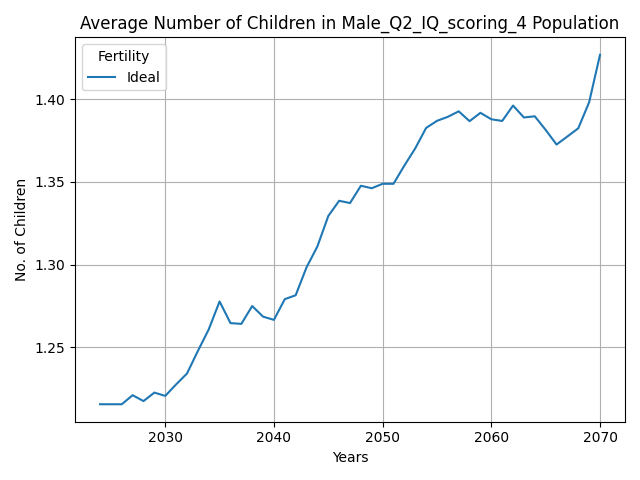 Average Number of Children in Male_Q2_IQ_scoring_4 Population
Fertility
Ideal
No. of Children
1.40
1.35
1.30
1.25
2030 2040 2050 2060 2070
Years